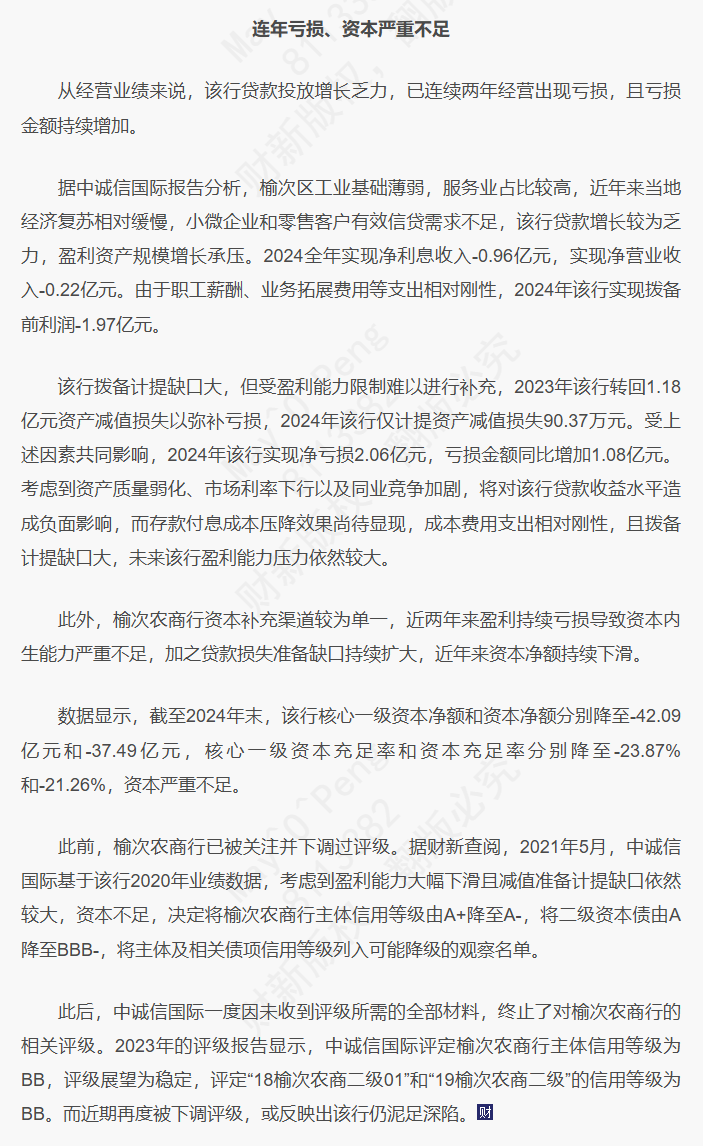 连年亏损、资本严重不足
从经营业绩来说，该行贷款投放增长乏力，已连续两年经营出现亏损，且亏损
金额持续增加。
据中诚信国际报告分析，榆次区工业基础薄弱，服务业占比较高，近年来当地
经济复苏相对缓慢，小微企业和零售客户有效信贷需求不足，该行贷款增长较为乏
力，盈利资产规模增长承压。2024全年实现净利息收入-0.96亿元，实现净营业收
入-0.22亿元。由于职工薪酬、业务拓展费用等支出相对刚性，2024年该行实现拨备
前利润-1.97亿元。
该行拨备计提缺口大，但受盈利能力限制难以进行补充，2023年该行转回1.18
亿元资产减值损失以弥补亏损，2024年该行仅计提资产减值损失90.37万元。受上
述因素共同影响，2024年该行实现净亏损2.06亿元，亏损金额同比增加1.08亿元。
考虑到资产质量弱化、市场利率下行以及同业竞争加剧，将对该行贷款收益水平造
成负面影响，而存款付息成本压降效果尚待显现，成本费用支出相对刚性，且拨备
计提缺口大，未来该行盈利能力压力依然较大。
此外，榆次农商行资本补充渠道较为单一，近两年来盈利持续亏损导致资本内
生能力严重不足，加之贷款损失准备缺口持续扩大，近年来资本净额持续下滑。
数据显示，截至2024年末，该行核心一级资本净额和资本净额分别降至-42.09
亿元和-37.49亿元，核心一级资本充足率和资本充足率分别降至-23.87%
和-21.26%，资本严重不足。
此前，榆次农商行已被关注并下调过评级。据财新查阅，2021年5月，中诚信
国际基于该行2020年业绩数据，考虑到盈利能力大幅下滑且减值准备计提缺口依然
较大，资本不足，决定将榆次农商行主体信用等级由A+降至A-，将二级资本债由A
降至BBB-，将主体及相关债项信用等级列入可能降级的观察名单。
此后，中诚信国际一度因未收到评级所需的全部材料，终止了对榆次农商行的
相关评级。2023年的评级报告显示，中诚信国际评定榆次农商行主体信用等级为
BB，评级展望为稳定，评定“18榆次农商二级01”和“19榆次农商二级”的信用等级为
BB。而近期再度被下调评级，或反映出该行仍泥足深陷。财
May^O^Peng
8113382
财新版权，翻版必究
May^O^Peng
8113382
财新版权，翻版必究